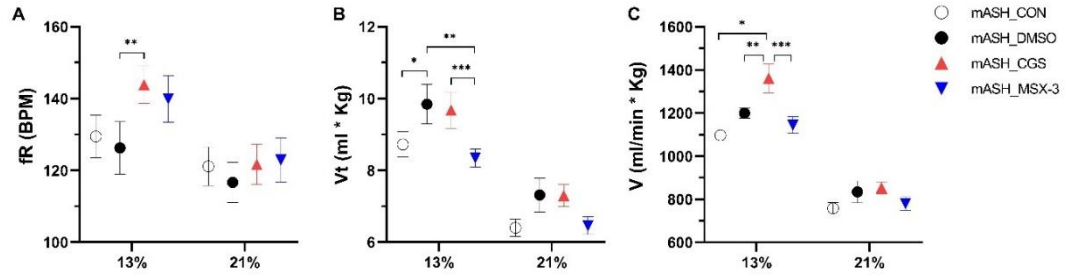 A
fR (BPM)
160
140
120
100
**
13%
21%
B
Vt (ml * Kg)
12
10
8
6
**
*
***
13%
21%
C
V (ml/min * Kg)
1600
1400
1200
1000
800
600
*
**
***
13%
21%
mASH_CON
mASH_DMSO
mASH_CGS
mASH_MSX-3